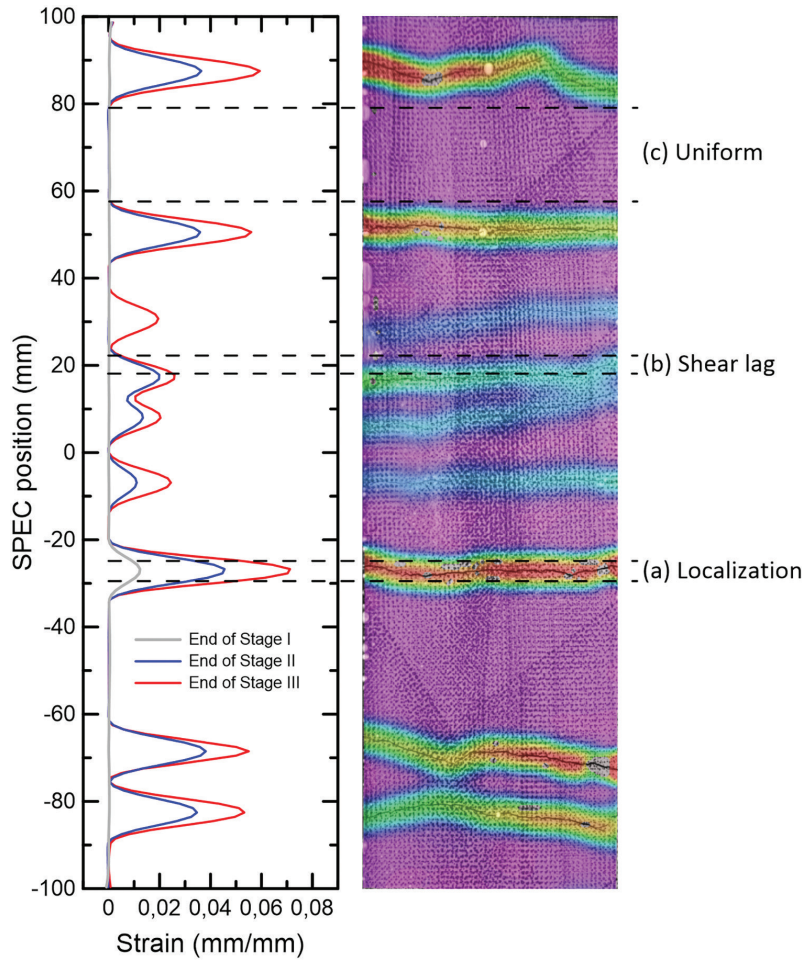 100
80
60
40
20
0
-20
-40
-60
-80
-100
SPEC position (mm)
End of Stage I
End of Stage II
End of Stage III
0
0,02
0,04
0,06
0,08
Strain (mm/mm)
(c) Uniform
(b) Shear lag
(a) Localization